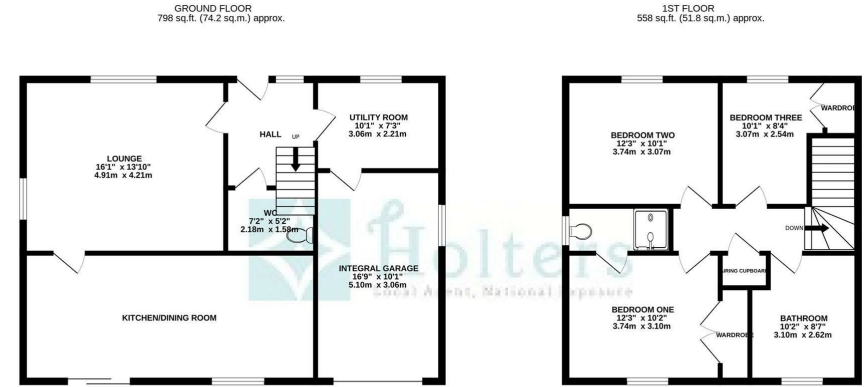 GROUND FLOOR
798 sq.ft. (74.2 sq.m.) approx.
1ST FLOOR
558 sq.ft. (51.8 sq.m.) approx.
LOUNGE
16'1" x 13'10"
4.91m x 4.21m
HALL
UP
UTILITY ROOM
10'1" x 7'3"
3.06m x 2.21m
WC
7'2" x 5'2"
2.18m x 1.58m
INTEGRAL GARAGE
16'9" x 10'1"
5.10m x 3.06m
KITCHEN/DINING ROOM
BEDROOM TWO
12'3" x 10'1"
3.74m x 3.07m
BEDROOM THREE
10'1" x 8'4"
3.07m x 2.54m
WARDROBE
DOWN
AIRING CUPBOARD
BEDROOM ONE
12'3" x 10'2"
3.74m x 3.10m
WARDROBE
BATHROOM
10'2" x 8'7"
3.10m x 2.62m
Holters
Local Agent, National Exposure